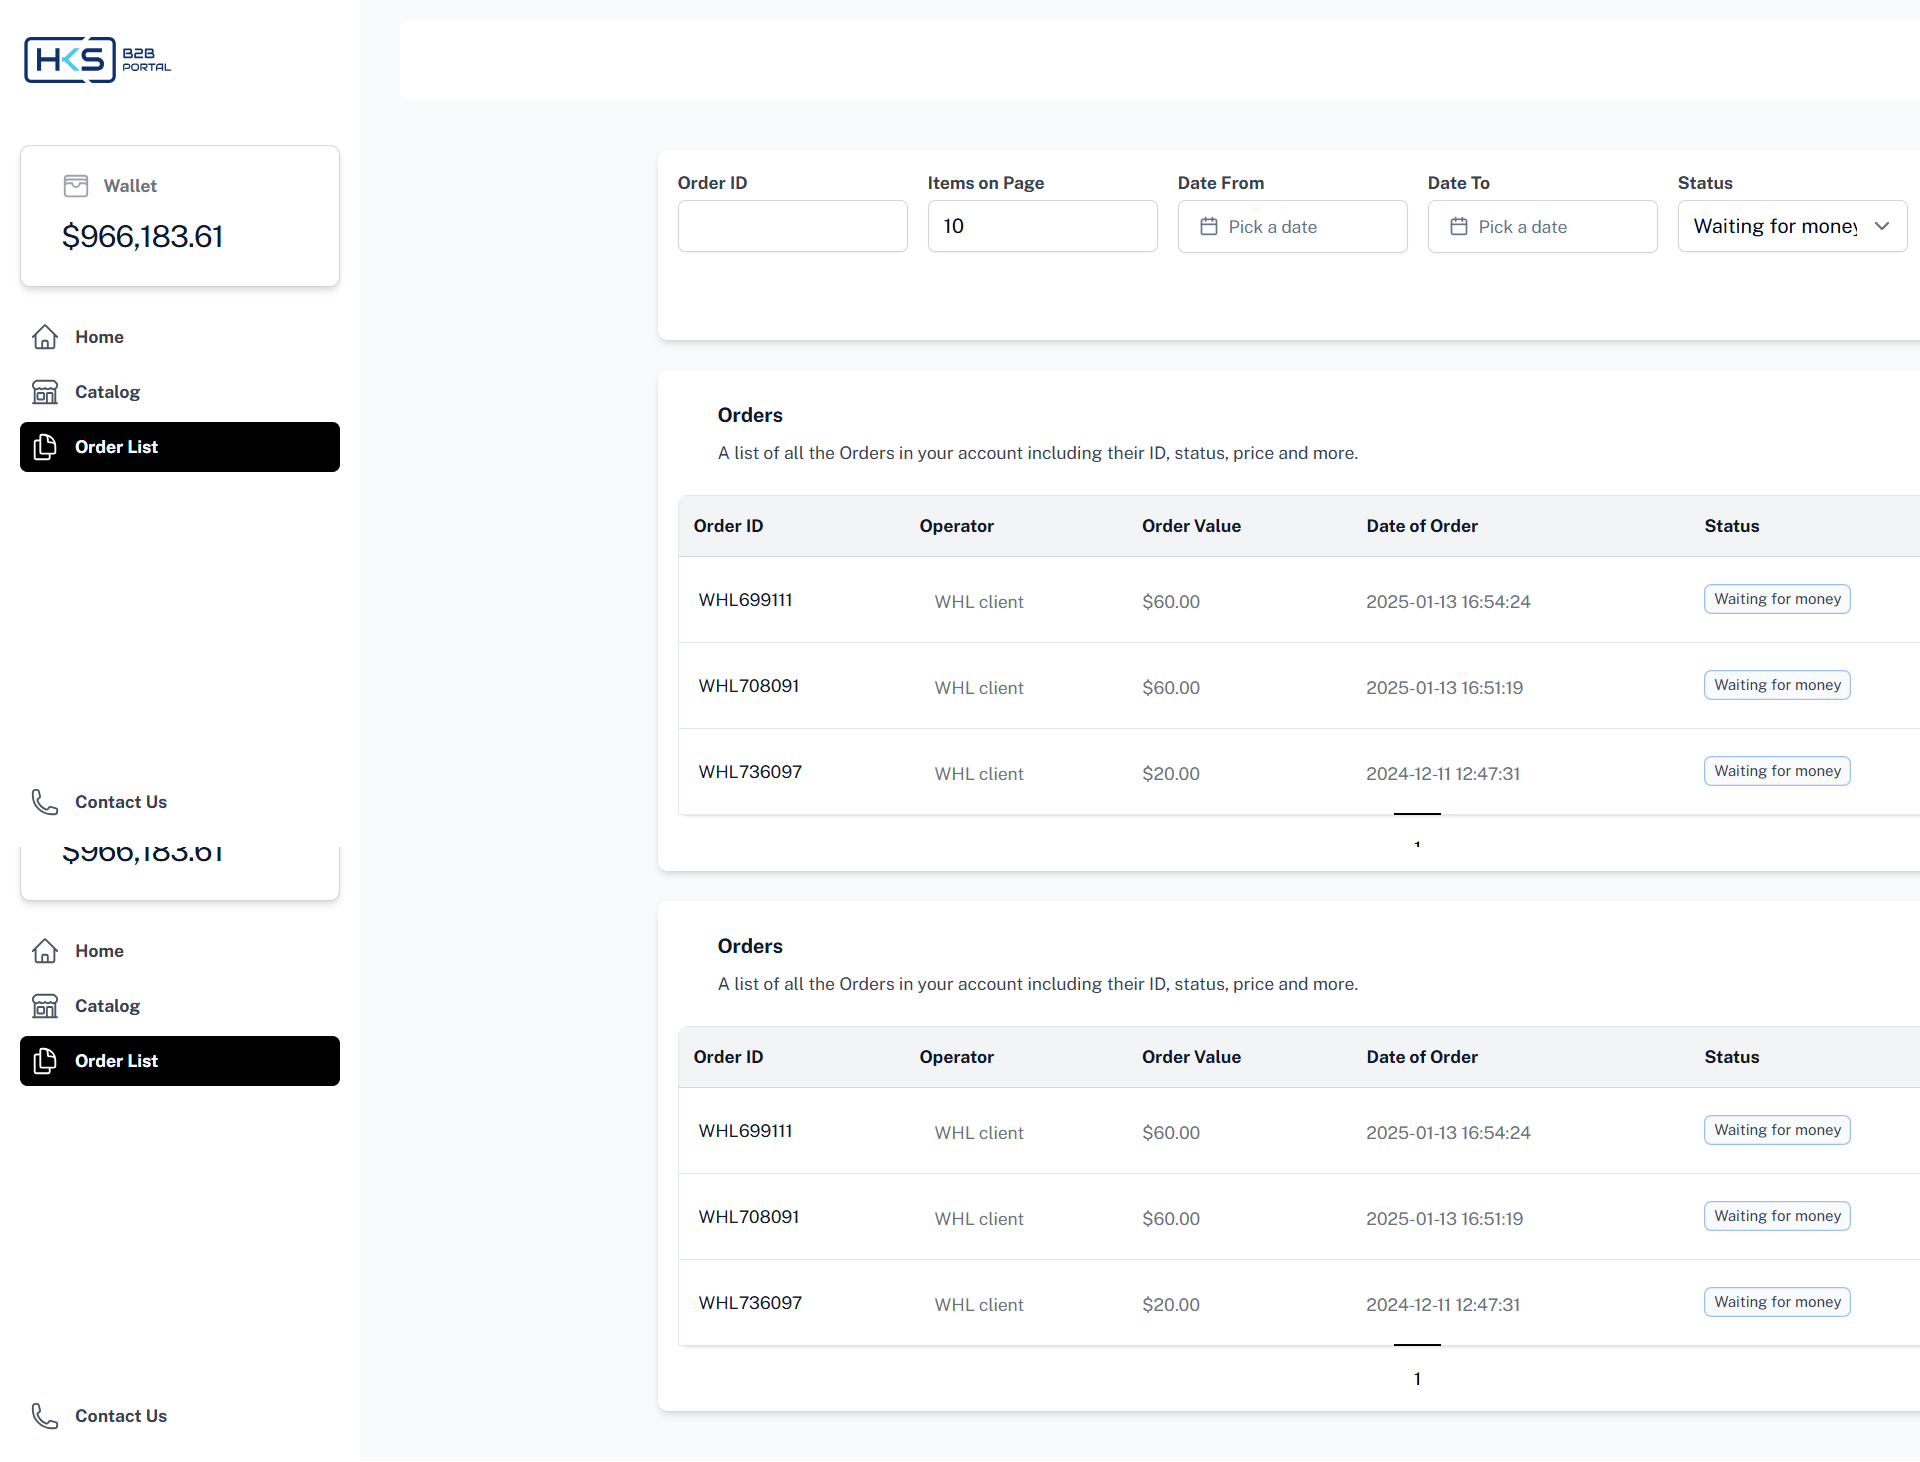 HKS B2B
PORTAL
Wallet
$966,183.61
Home
Catalog
Order List
Contact Us
$966,183.61
Home
Catalog
Order List
Contact Us
Order ID Items on Page Date From Date To Status
10 Pick a date Pick a date Waiting for money
Orders
A list of all the Orders in your account including their ID, status, price and more.
Order ID Operator Order Value Date of Order Status
WHL699111 WHL client $60.00 2025-01-13 16:54:24 Waiting for money
WHL708091 WHL client $60.00 2025-01-13 16:51:19 Waiting for money
WHL736097 WHL client $20.00 2024-12-11 12:47:31 Waiting for money
1
Orders
A list of all the Orders in your account including their ID, status, price and more.
Order ID Operator Order Value Date of Order Status
WHL699111 WHL client $60.00 2025-01-13 16:54:24 Waiting for money
WHL708091 WHL client $60.00 2025-01-13 16:51:19 Waiting for money
WHL736097 WHL client $20.00 2024-12-11 12:47:31 Waiting for money
1